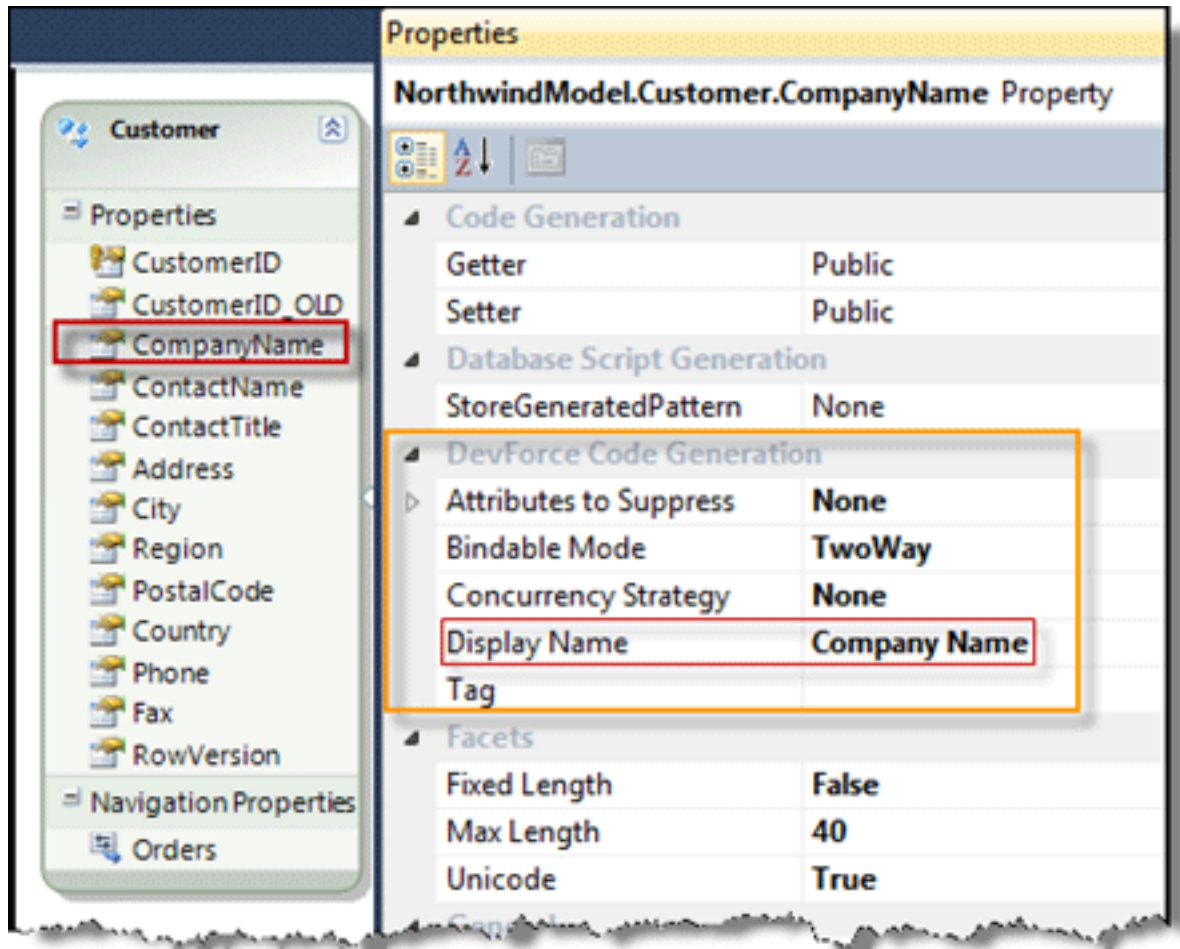 Customer
Properties
CustomerID
CustomerID_OLD
CompanyName
ContactName
ContactTitle
Address
City
Region
PostalCode
Country
Phone
Fax
RowVersion
Navigation Properties
Orders
Properties
NorthwindModel.Customer.CompanyName Property
A Z
Code Generation
Getter Public
Setter Public
Database Script Generation
StoreGeneratedPattern None
DevForce Code Generation
Attributes to Suppress None
Bindable Mode TwoWay
Concurrency Strategy None
Display Name Company Name
Tag
Facets
Fixed Length False
Max Length 40
Unicode True